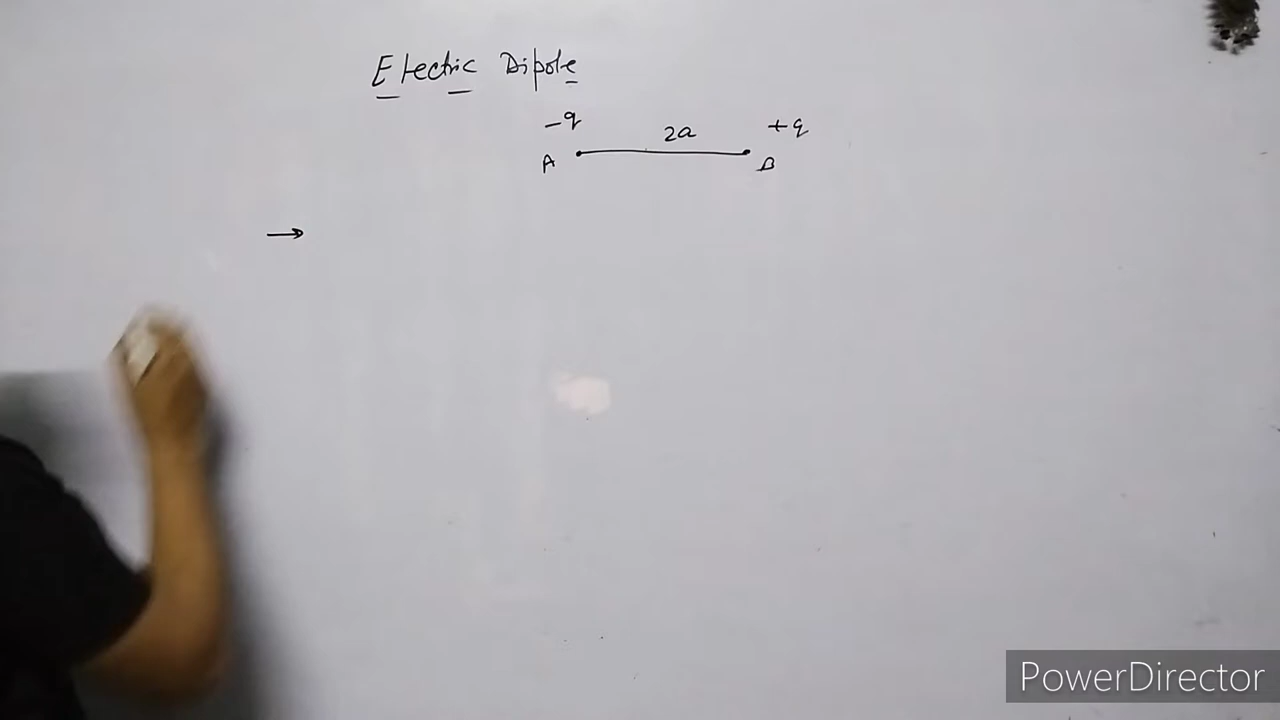 Electric Dipole
-q 2a +q
A B
→
PowerDirector